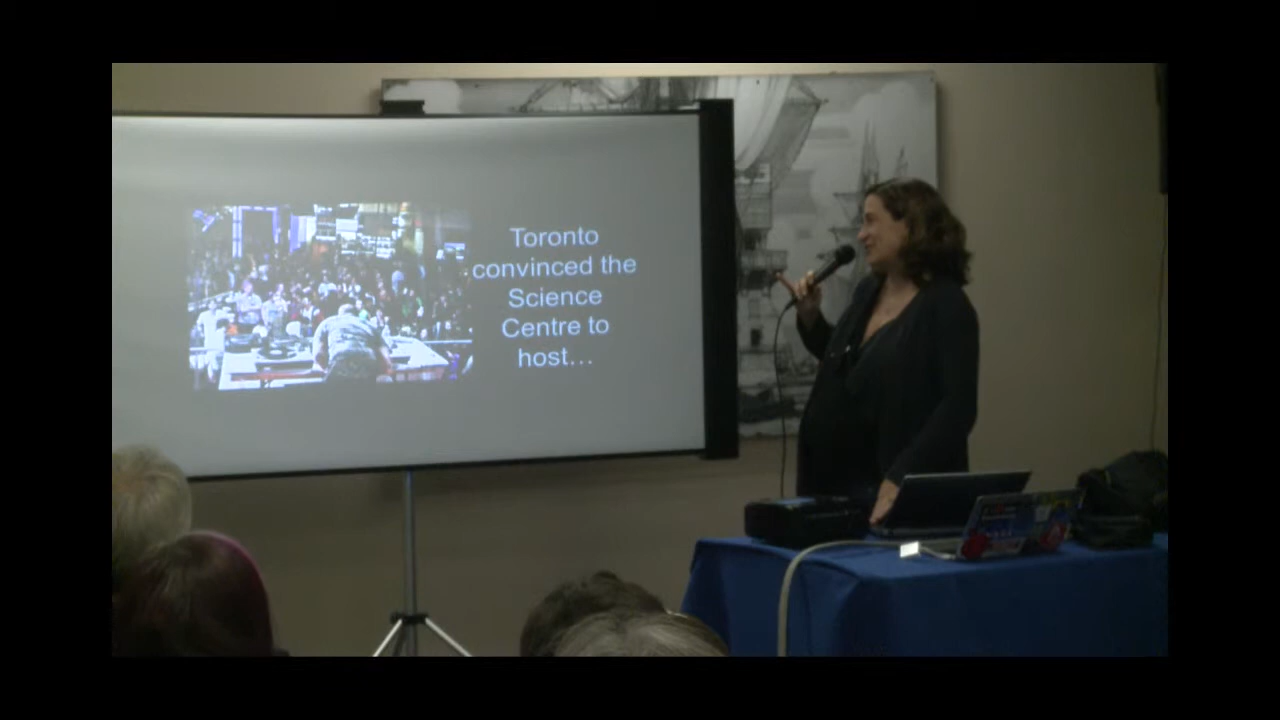 Toronto
convinced the
Science
Centre to
host…